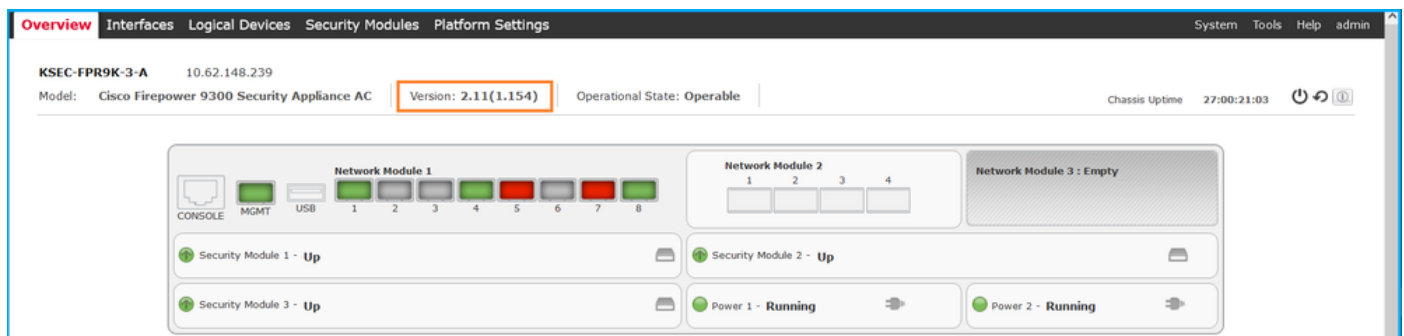 Overview Interfaces Logical Devices Security Modules Platform Settings System Tools Help admin
KSEC-FPR9K-3-A 10.62.148.239
Model: Cisco Firepower 9300 Security Appliance AC Version: 2.11(1.154) Operational State: Operable Chassis Uptime 27:00:21:03
Network Module 1 Network Module 2 Network Module 3 : Empty
1 2 3 4
CONSOLE MGMT USB 1 2 3 4 5 6 7 8
Security Module 1 - Up Security Module 2 - Up
Security Module 3 - Up Power 1 - Running Power 2 - Running